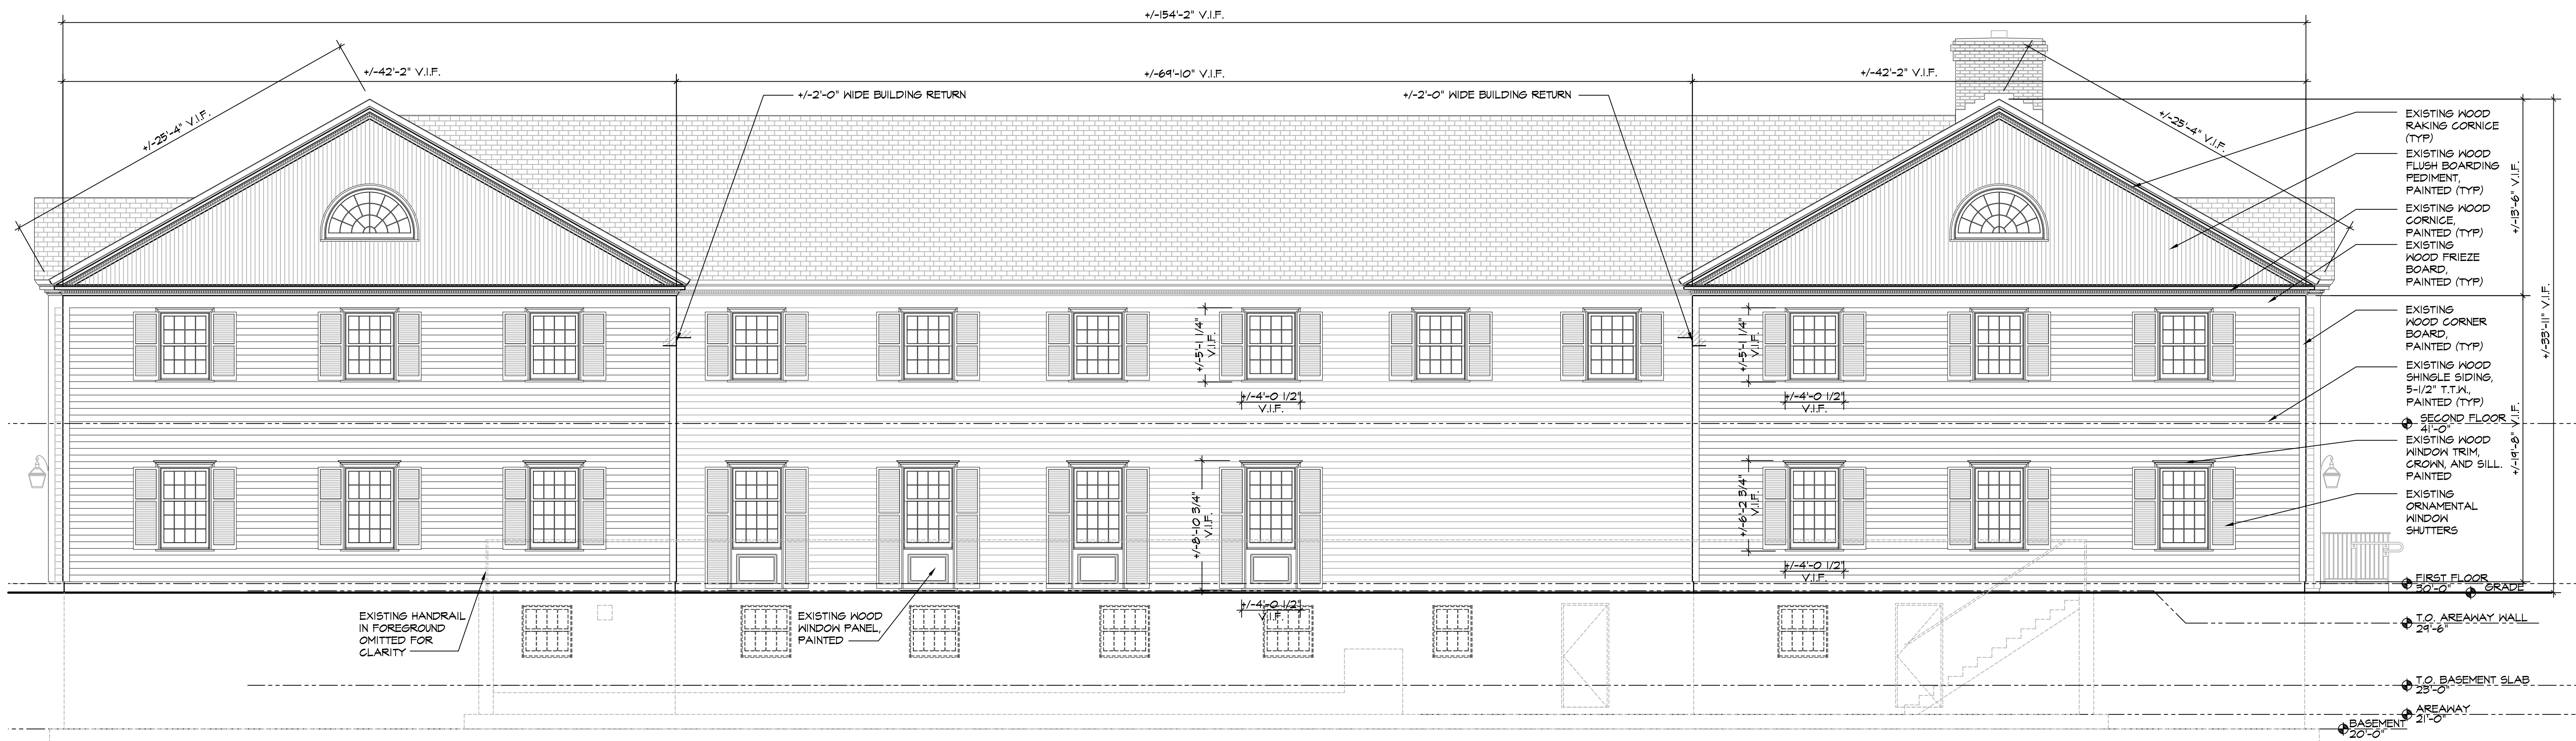 +/-154'-2" V.I.F.
+/-42'-2" V.I.F.
+/-69'-10" V.I.F.
+/-42'-2" V.I.F.
+/-25'-4" V.I.F.
+/-2'-0" WIDE BUILDING RETURN
+/-2'-0" WIDE BUILDING RETURN
+/-25'-4" V.I.F.
EXISTING WOOD
RAKING CORNICE
(TYP)
EXISTING WOOD
FLUSH BOARDING
PEDIMENT,
PAINTED (TYP)
EXISTING WOOD
CORNICE,
PAINTED (TYP)
EXISTING
WOOD FRIEZE
BOARD,
PAINTED (TYP)
+/-13'-6" V.I.F.
+/-33'-11" V.I.F.
EXISTING
WOOD CORNER
BOARD,
PAINTED (TYP)
EXISTING WOOD
SHINGLE SIDING,
5-1/2" T.T.W.,
PAINTED (TYP)
+/-5'-1 1/4"
V.I.F.
+/-5'-1 1/4"
V.I.F.
+/-4'-0 1/2"
V.I.F.
+/-4'-0 1/2"
V.I.F.
SECOND FLOOR
41'-0"
+/-19'-8" V.I.F.
EXISTING WOOD
WINDOW TRIM,
CROWN, AND SILL.
PAINTED
EXISTING
ORNAMENTAL
WINDOW
SHUTTERS
+/-8'-10 3/4"
V.I.F.
+/-6'-2 3/4"
V.I.F.
+/-4'-0 1/2"
V.I.F.
FIRST FLOOR
30'-0"
GRADE
+/-4'-0 1/2"
V.I.F.
EXISTING HANDRAIL
IN FOREGROUND
OMITTED FOR
CLARITY
EXISTING WOOD
WINDOW PANEL,
PAINTED
T.O. AREAWAY WALL
29'-6"
T.O. BASEMENT SLAB
23'-0"
AREAWAY
21'-0"
BASEMENT
20'-0"